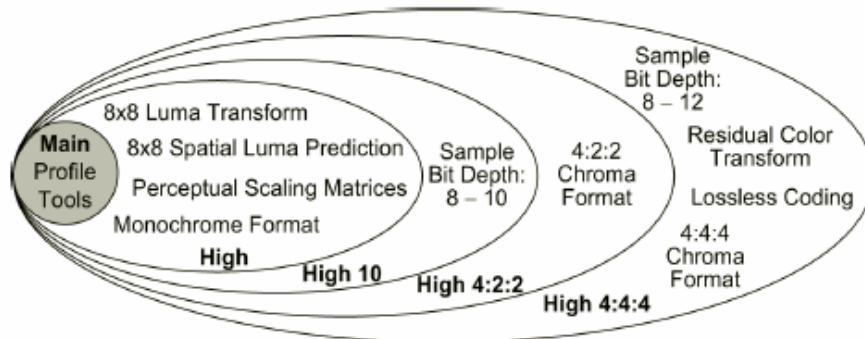 Main
Profile
Tools
8x8 Luma Transform
8x8 Spatial Luma Prediction
Perceptual Scaling Matrices
Monochrome Format
High
Sample
Bit Depth:
8 – 10
High 10
4:2:2
Chroma
Format
High 4:2:2
Sample
Bit Depth:
8 – 12
Residual Color
Transform
Lossless Coding
4:4:4
Chroma
Format
High 4:4:4